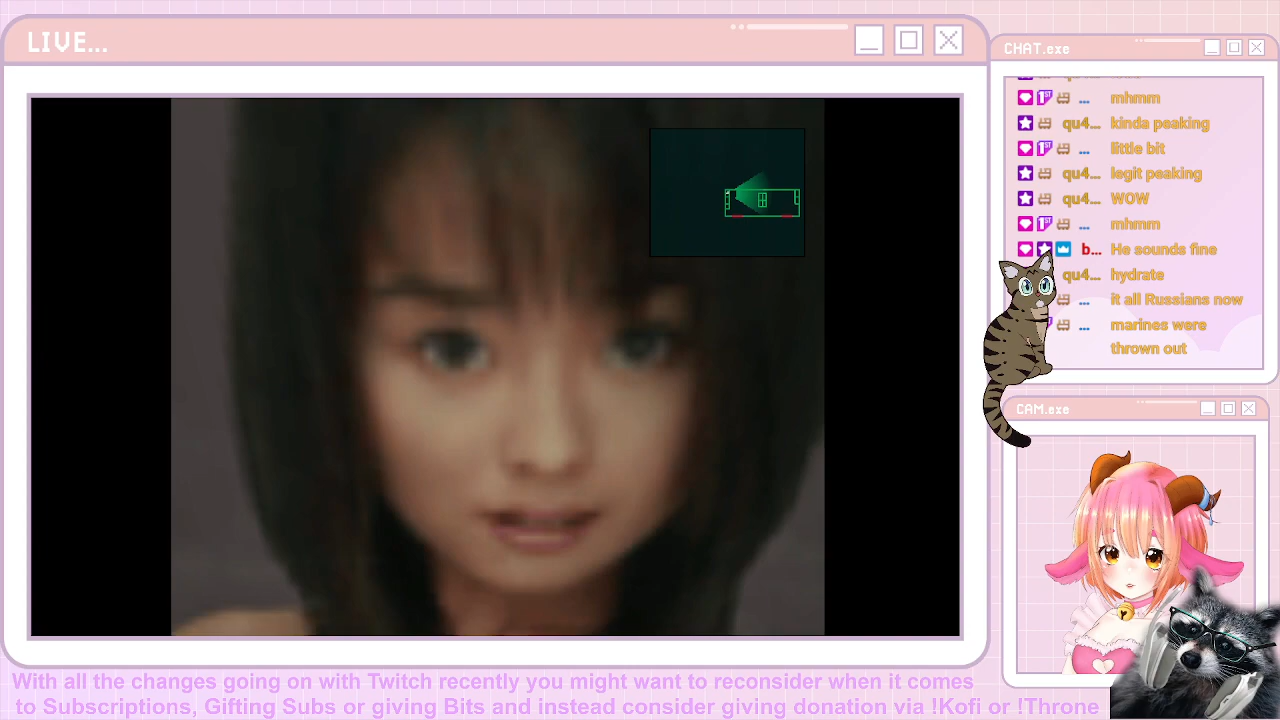 LIVE...
CHAT.exe
... mhmm
qu4... kinda peaking
... little bit
qu4... legit peaking
qu4... WOW
... mhmm
b... He sounds fine
qu4... hydrate
... it all Russians now
... marines were
thrown out
CAM.exe
With all the changes going on with Twitch recently you might want to reconsider when it comes
to Subscriptions, Gifting Subs or giving Bits and instead consider giving donation via !Kofi or !Throne